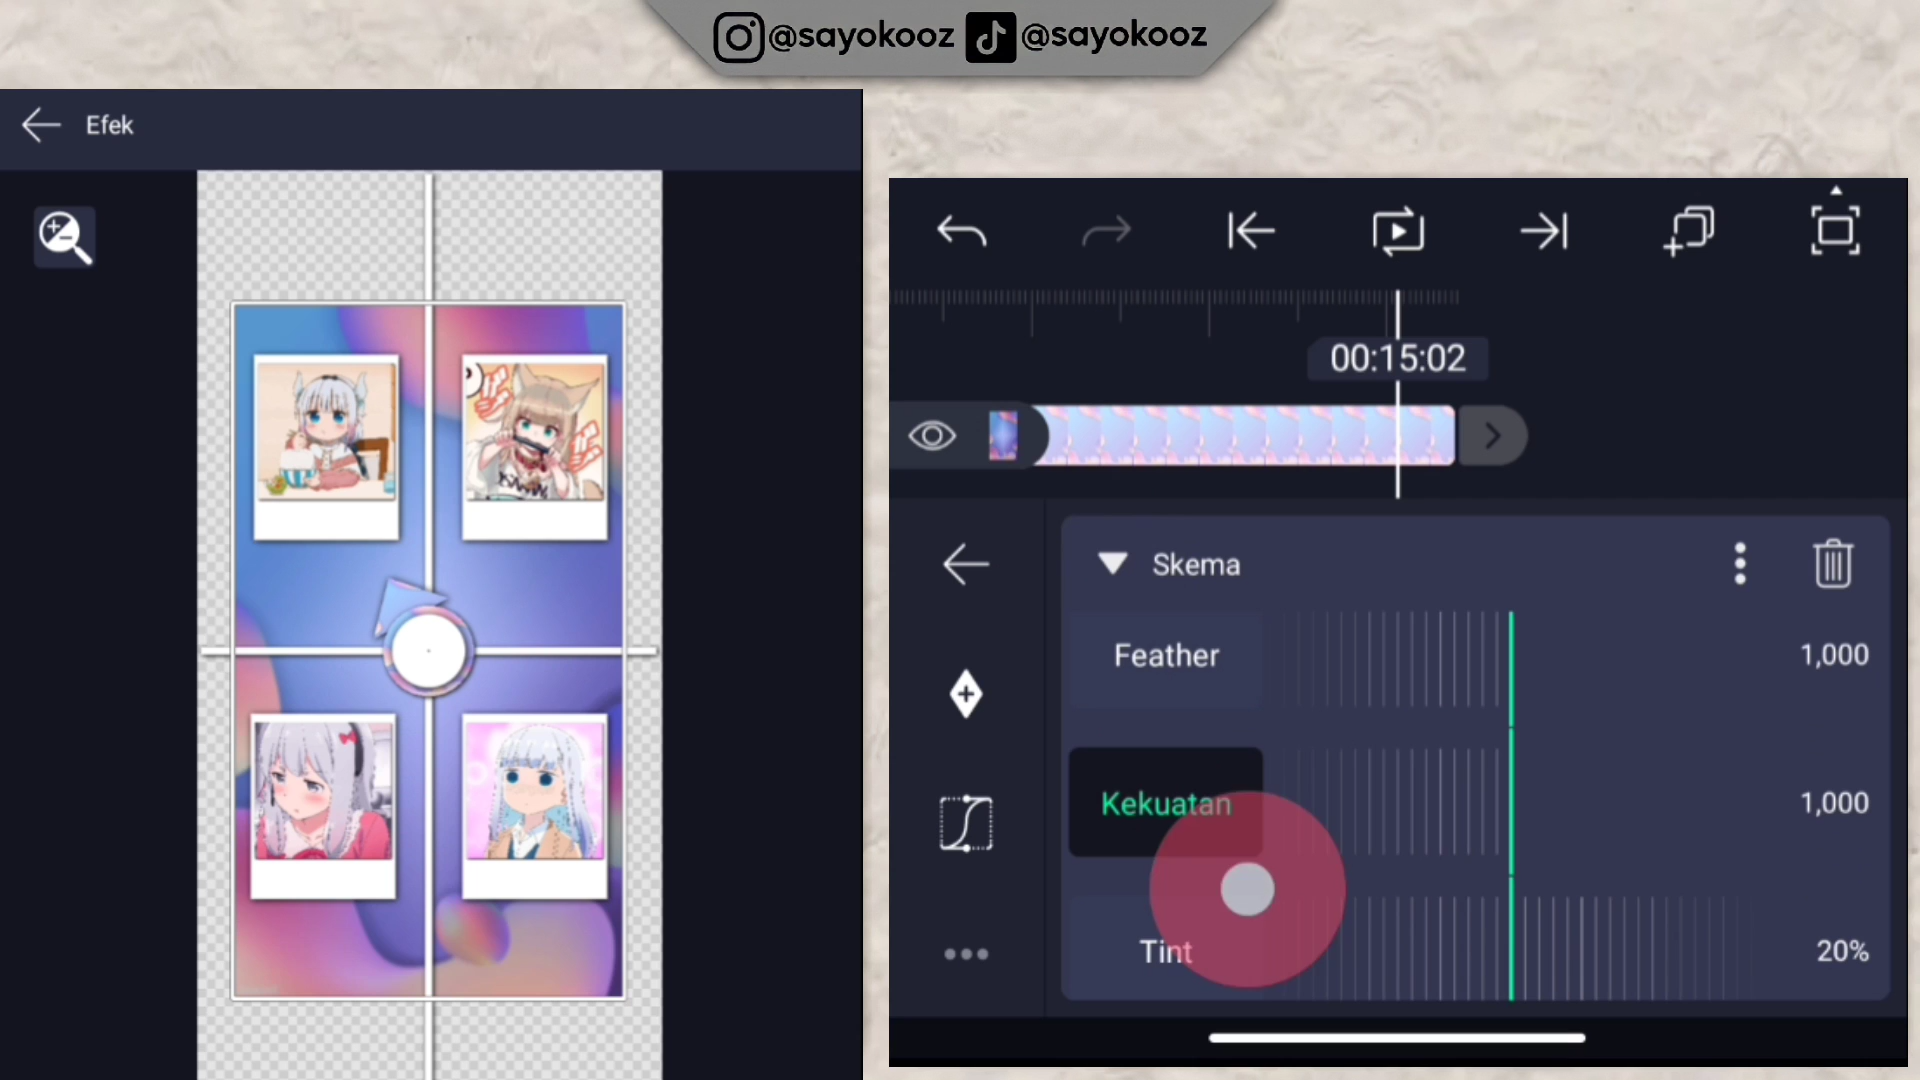 @sayokooz @sayokooz
Efek
00:15:02
Skema
Feather 1,000
Kekuatan 1,000
Tint 20%